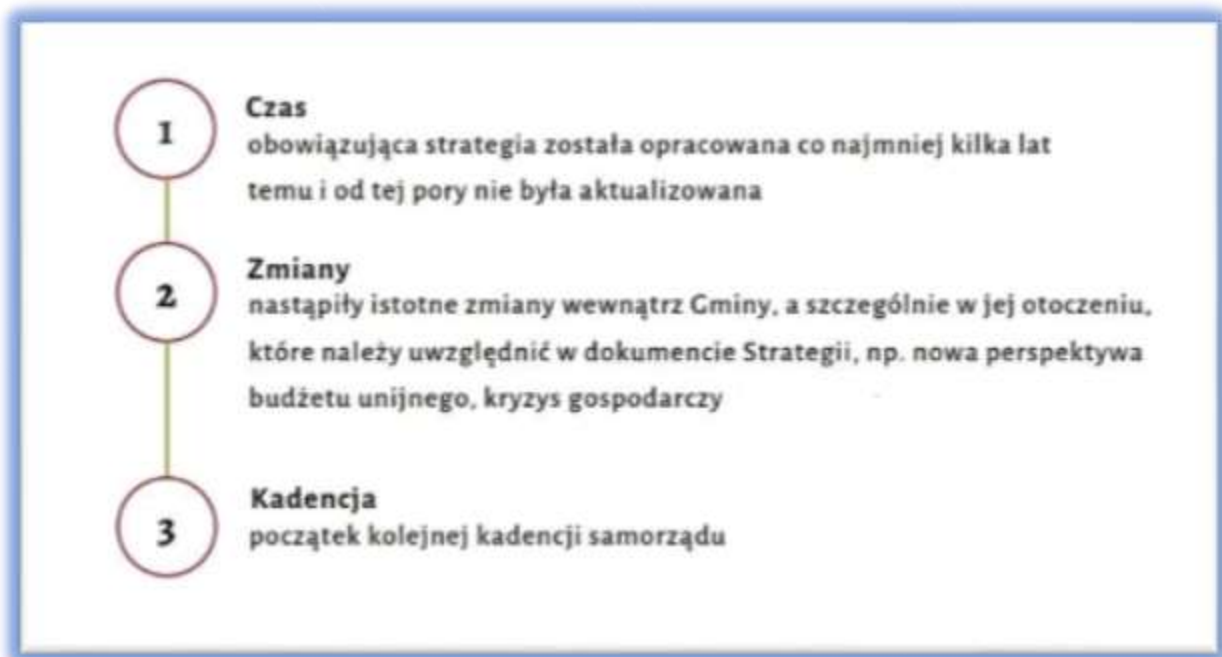 1
Czas
obowiązująca strategia została opracowana co najmniej kilka lat
temu i od tej pory nie była aktualizowana
2
Zmiany
nastąpiły istotne zmiany wewnątrz Gminy, a szczególnie w jej otoczeniu,
które należy uwzględnić w dokumencie Strategii, np. nowa perspektywa
budżetu unijnego, kryzys gospodarczy
3
Kadencja
początek kolejnej kadencji samorządu